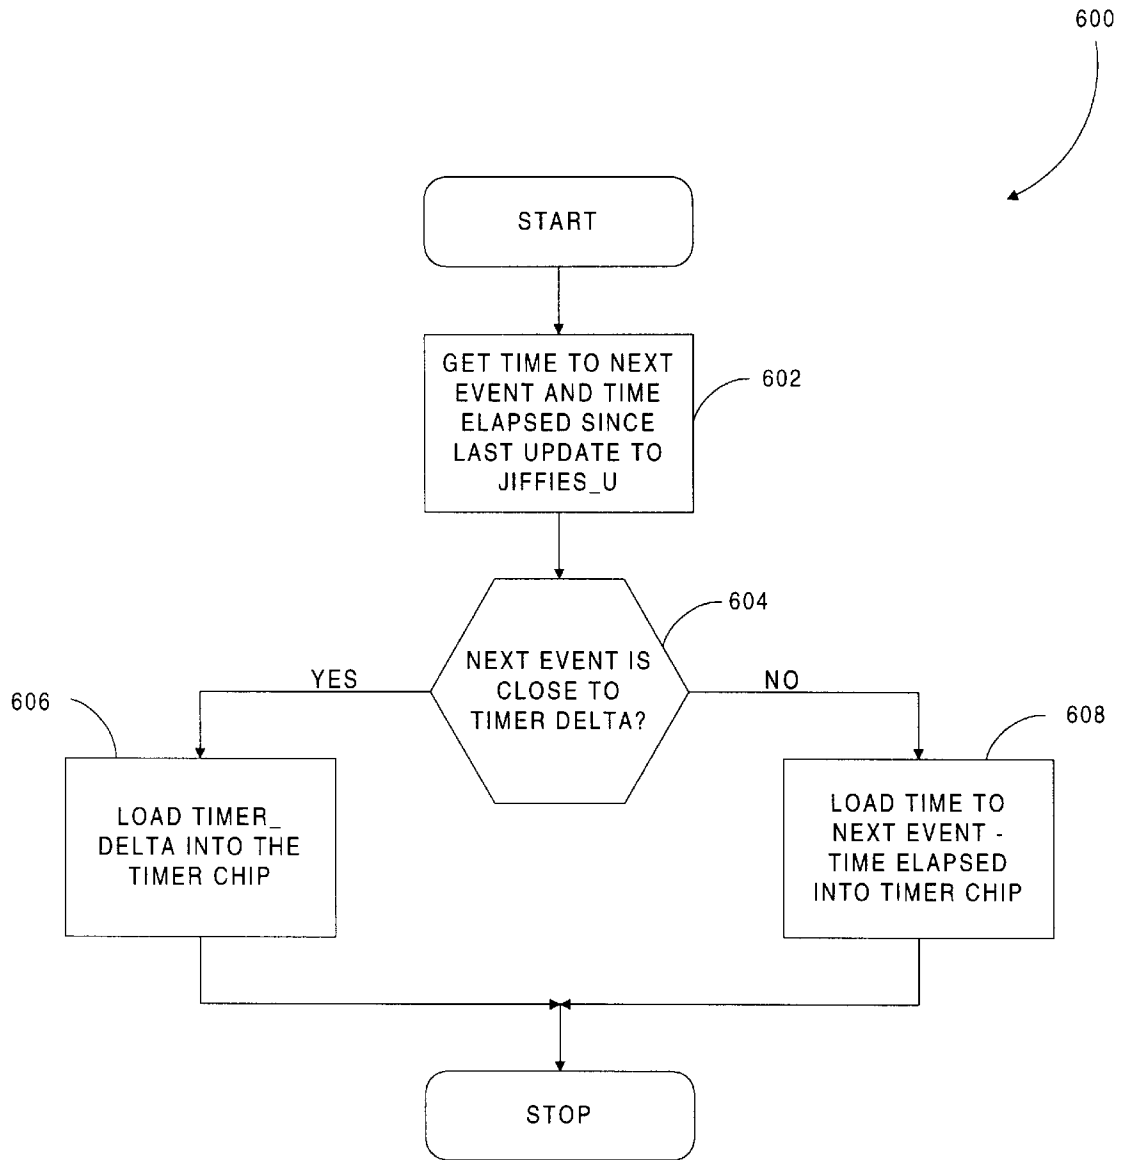 600
START
GET TIME TO NEXT
EVENT AND TIME
ELAPSED SINCE
LAST UPDATE TO
JIFFIES_U
602
604
NEXT EVENT IS
CLOSE TO
TIMER DELTA?
YES
NO
606
608
LOAD TIMER_
DELTA INTO THE
TIMER CHIP
LOAD TIME TO
NEXT EVENT -
TIME ELAPSED
INTO TIMER CHIP
STOP